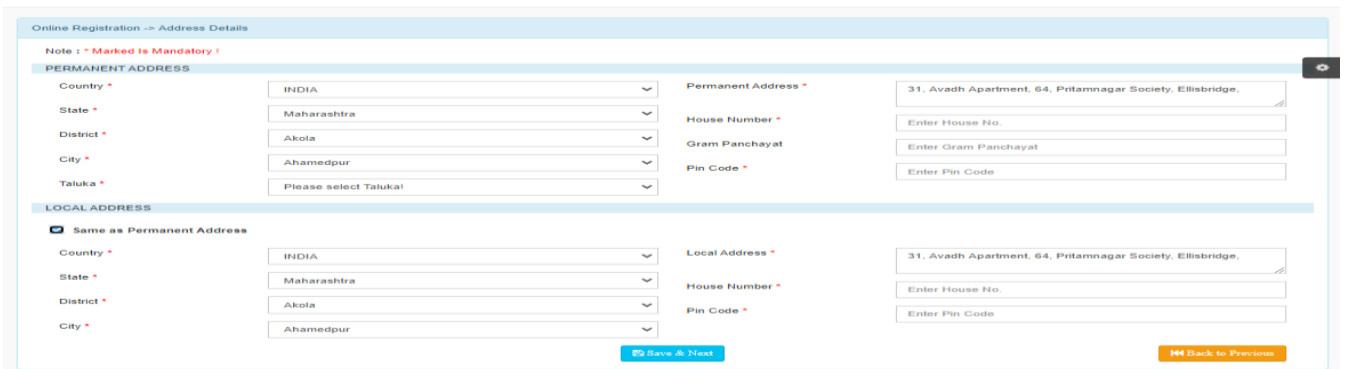 Online Registration -> Address Details
Note : * Marked Is Mandatory !
PERMANENT ADDRESS
Country * INDIA Permanent Address * 31, Avadh Apartment, 64, Pritamnagar Society, Ellisbridge,
State * Maharashtra House Number * Enter House No.
District * Akola Gram Panchayat Enter Gram Panchayat
City * Ahamedpur Pin Code * Enter Pin Code
Taluka * Please select Taluka!
LOCAL ADDRESS
Same as Permanent Address
Country * INDIA Local Address * 31, Avadh Apartment, 64, Pritamnagar Society, Ellisbridge,
State * Maharashtra House Number * Enter House No.
District * Akola Pin Code * Enter Pin Code
City * Ahamedpur
Save & Next Back to Previous